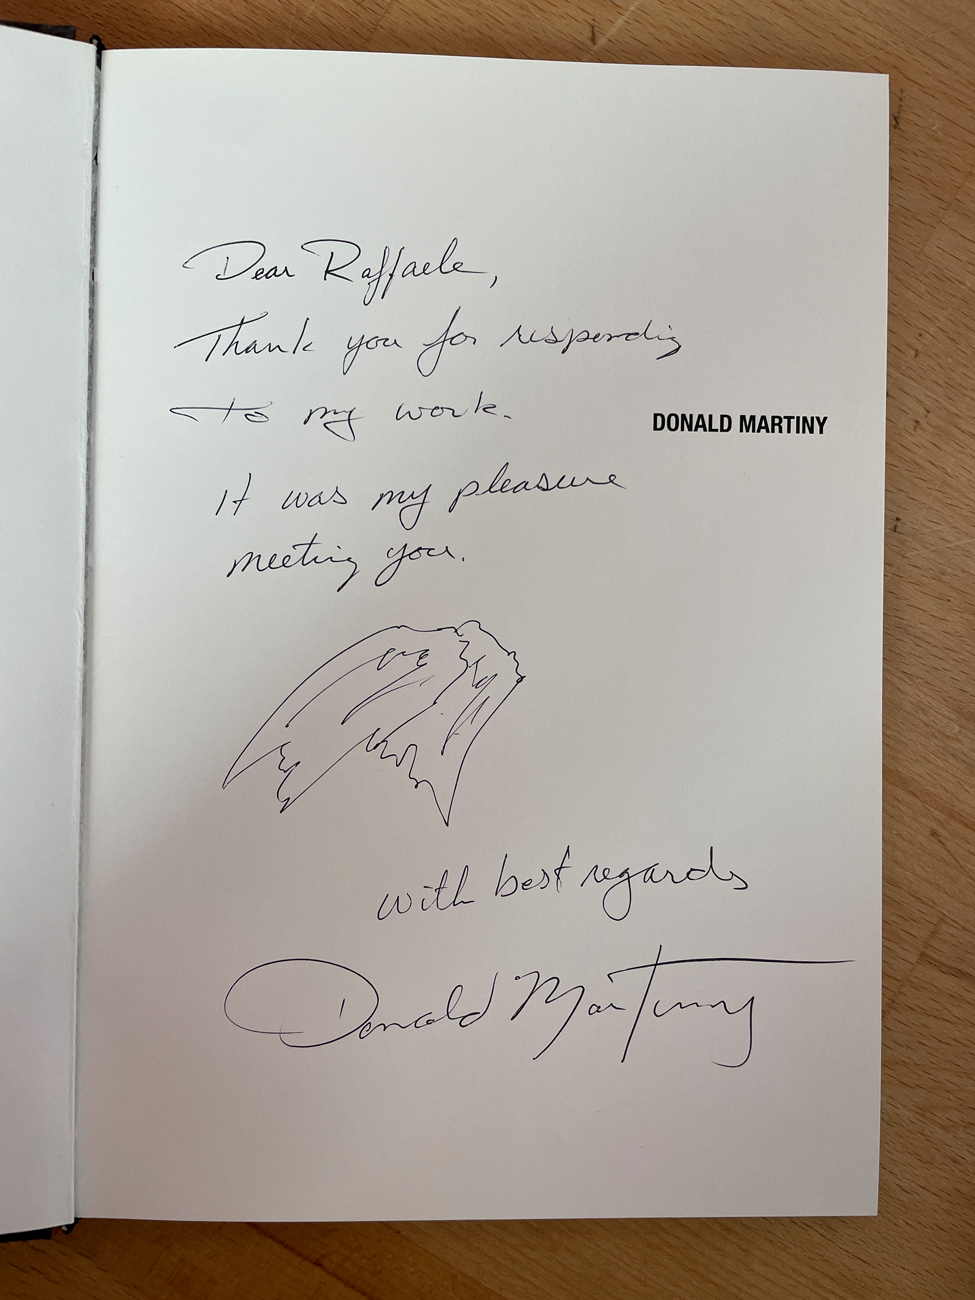 Dear Raffaele,
Thank you for responding
to my work.
DONALD MARTINY
It was my pleasure
meeting you.
with best regards
Donald Martiny